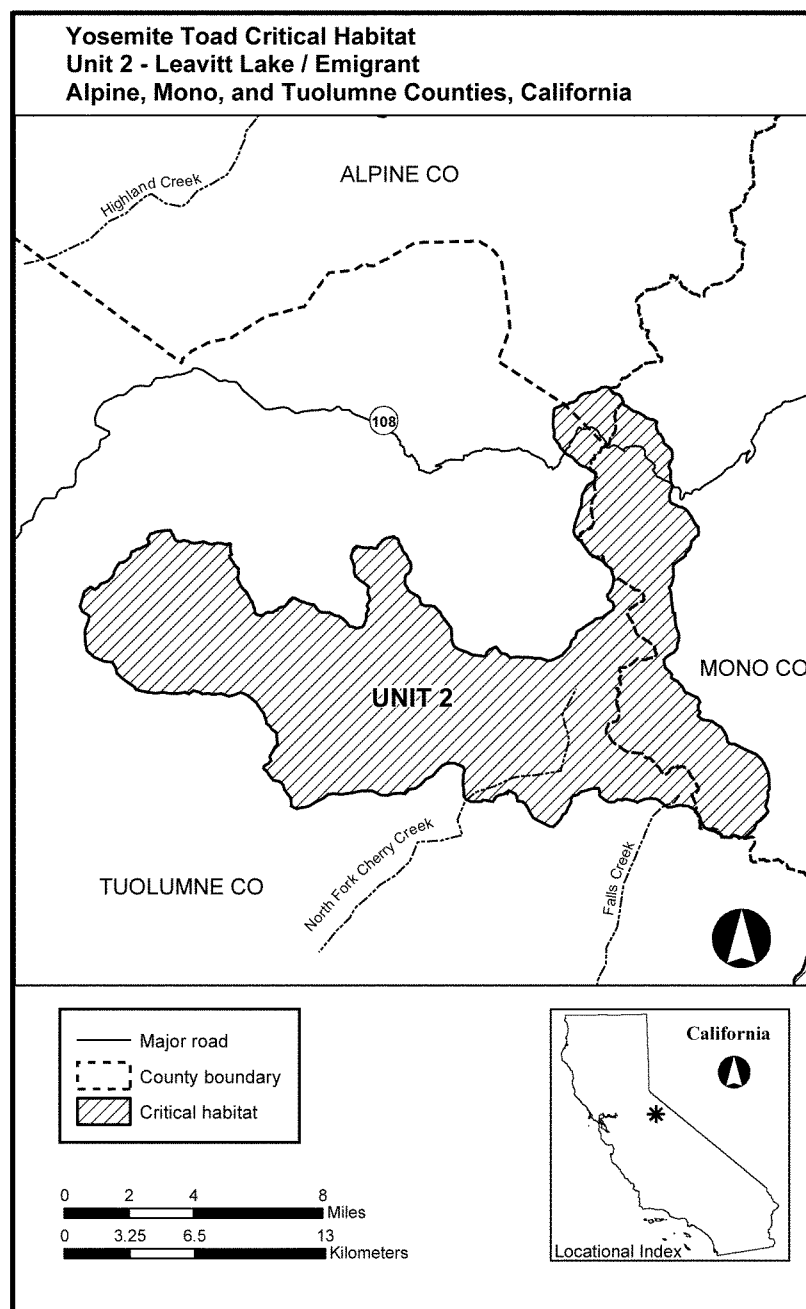 Yosemite Toad Critical Habitat
Unit 2 - Leavitt Lake / Emigrant
Alpine, Mono, and Tuolumne Counties, California
Highland Creek
ALPINE CO
108
UNIT 2
MONO CO
North Fork Cherry Creek
Falls Creek
TUOLUMNE CO
Major road
County boundary
Critical habitat
California
Locational Index
0 2 4 8
Miles
0 3.25 6.5 13
Kilometers